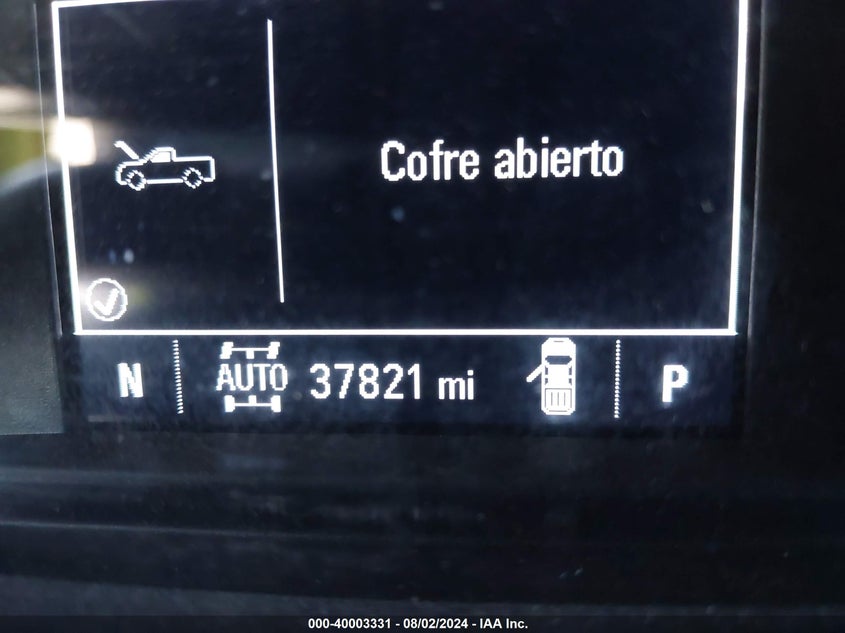 Cofre abierto
N AUTO 37821 mi P
000-40003331 - 08/02/2024 - IAA Inc.